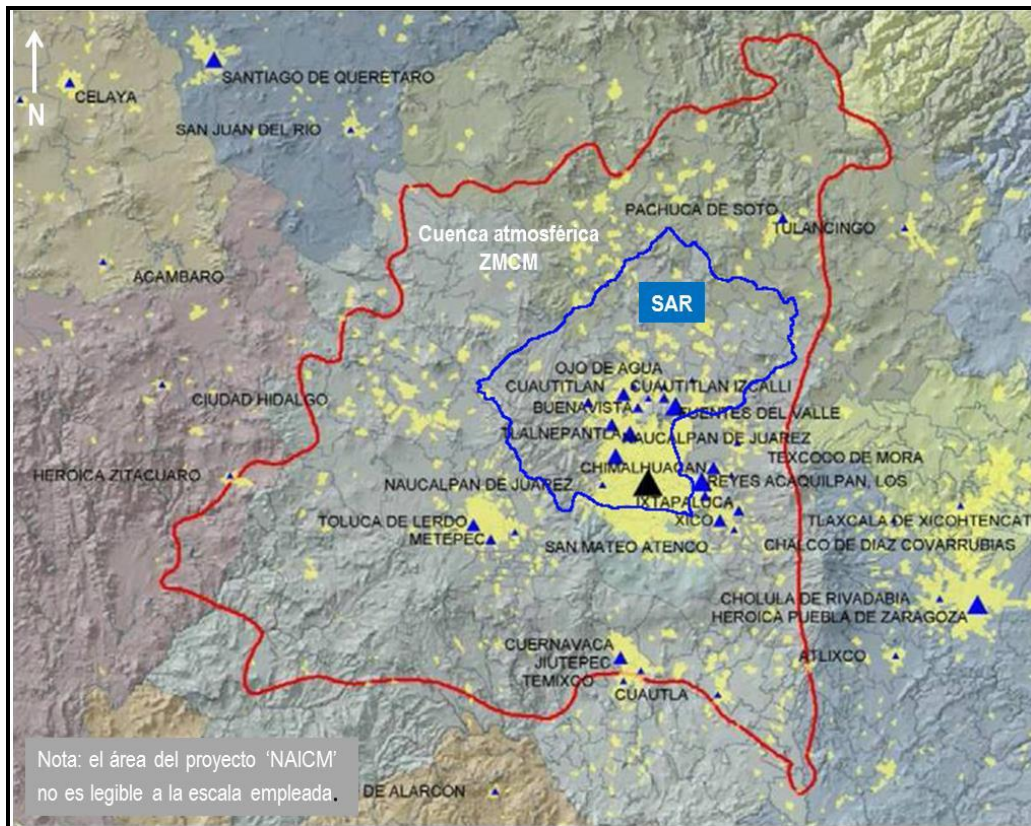 SANTIAGO DE QUERETARO
CELAYA
N
SAN JUAN DEL RIO
PACHUCA DE SOTO
TULANCINGO
Cuenca atmosférica
ZMCM
ACAMBARO
SAR
OJO DE AGUA
CUAUTITLAN
CUAUTITLAN IZCALLI
CIUDAD HIDALGO
BUENAVISTA
FUENTES DEL VALLE
TLALNEPANTLA
NAUCALPAN DE JUAREZ
TEXCOCO DE MORA
HEROICA ZITACUARO
CHIMALHUACAN
NAUCALPAN DE JUAREZ
REYES ACAQUILPAN, LOS
IXTAPALUCA
TOLUCA DE LERDO
XICO
TLAXCALA DE XICOHTENCAT
METEPEC
SAN MATEO ATENCO
CHALCO DE DIAZ COVARRUBIAS
CHOLULA DE RIVADABIA
HEROICA PUEBLA DE ZARAGOZA
CUERNAVACA
JIUTEPEC
ATLIXCO
TEMIXCO
CUAUTLA
Nota: el área del proyecto ‘NAICM’
no es legible a la escala empleada.
DE ALARCON